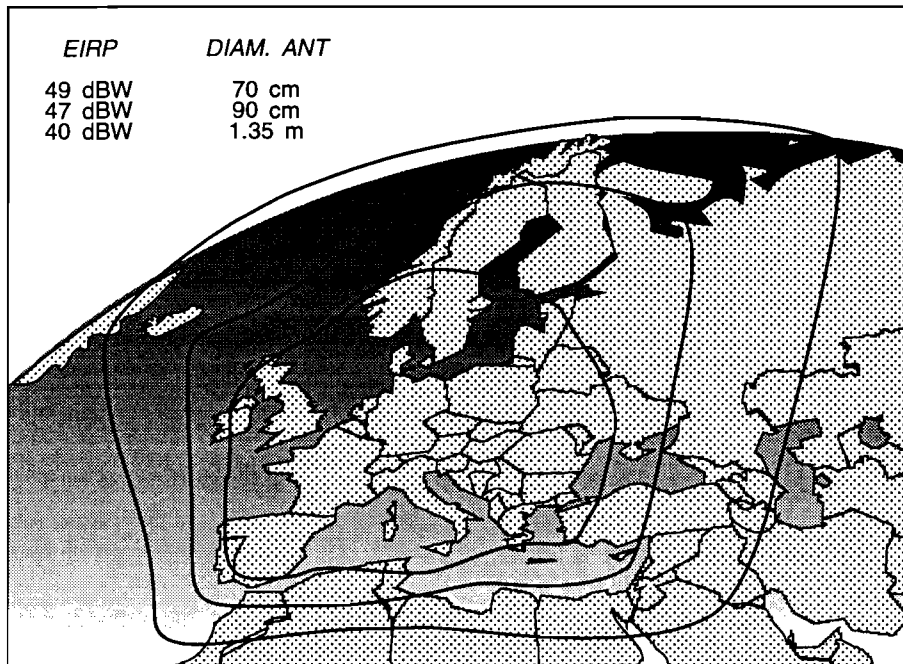 EIRP DIAM. ANT
49 dBW 70 cm
47 dBW 90 cm
40 dBW 1.35 m